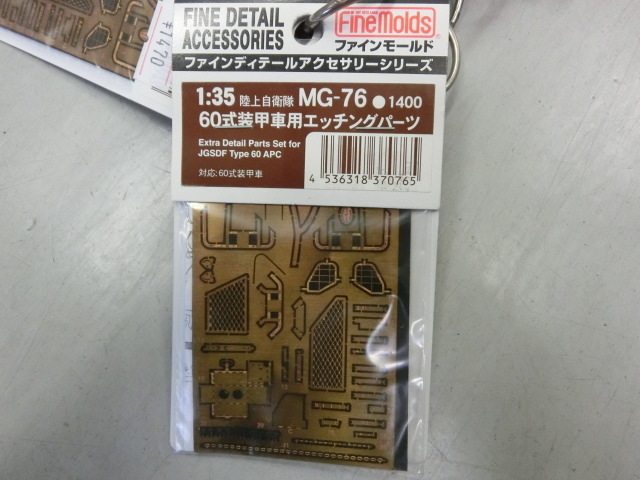 FINE DETAIL
ACCESSORIES
FineMolds
ファインモールド
ファインディテールアクセサリーシリーズ
1:35 陸上自衛隊 MG-76 ●1400
60式装甲車用エッチングパーツ
Extra Detail Parts Set for
JGSDF Type 60 APC
対応:60式装甲車
4 536318 370765
¥1470